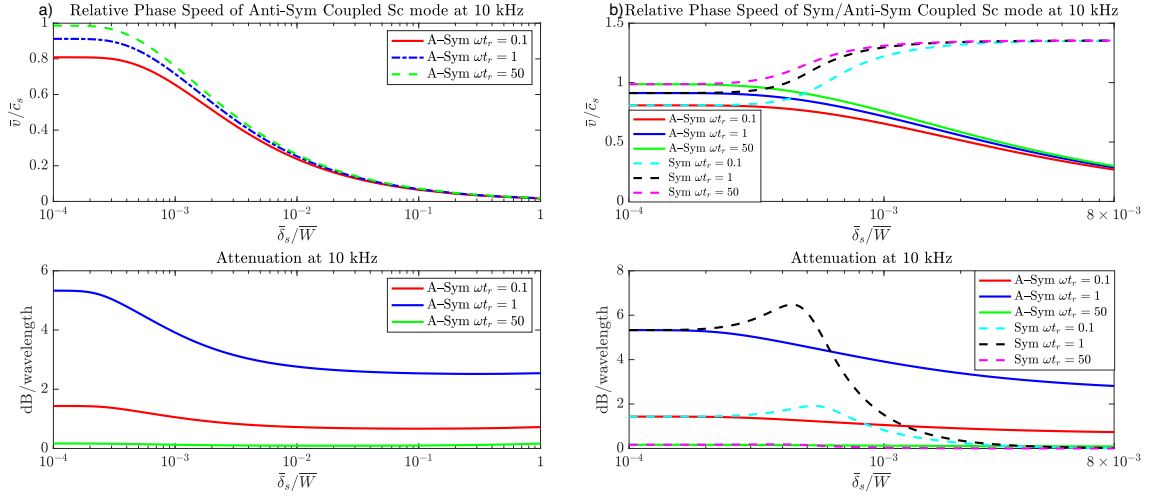 a) Relative Phase Speed of Anti-Sym Coupled Sc mode at 10 kHz
1
0.8
0.6
0.4
0.2
0
v̄/c̄ₛ
A–Sym ωtᵣ = 0.1
A–Sym ωtᵣ = 1
A–Sym ωtᵣ = 50
10⁻⁴ 10⁻³ 10⁻² 10⁻¹ 1
δ̄ₛ/W̄
Attenuation at 10 kHz
6
4
2
0
dB/wavelength
A–Sym ωtᵣ = 0.1
A–Sym ωtᵣ = 1
A–Sym ωtᵣ = 50
10⁻⁴ 10⁻³ 10⁻² 10⁻¹ 1
δ̄ₛ/W̄
b) Relative Phase Speed of Sym/Anti-Sym Coupled Sc mode at 10 kHz
1.5
1
0.5
0
v̄/c̄ₛ
A–Sym ωtᵣ = 0.1
A–Sym ωtᵣ = 1
A–Sym ωtᵣ = 50
Sym ωtᵣ = 0.1
Sym ωtᵣ = 1
Sym ωtᵣ = 50
10⁻⁴ 10⁻³ 8 × 10⁻³
δ̄ₛ/W̄
Attenuation at 10 kHz
8
6
4
2
0
dB/wavelength
A–Sym ωtᵣ = 0.1
A–Sym ωtᵣ = 1
A–Sym ωtᵣ = 50
Sym ωtᵣ = 0.1
Sym ωtᵣ = 1
Sym ωtᵣ = 50
10⁻⁴ 10⁻³ 8 × 10⁻³
δ̄ₛ/W̄